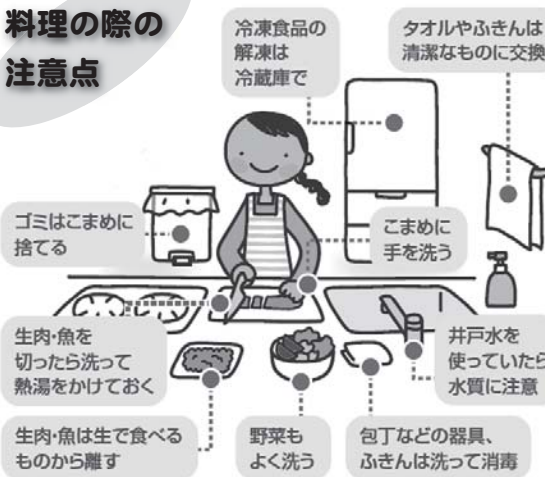 料理の際の
注意点
冷凍食品の
解凍は
冷蔵庫で
タオルやふきんは
清潔なものに交換
ゴミはこまめに
捨てる
こまめに
手を洗う
生肉・魚を
切ったら洗って
熱湯をかけておく
井戸水を
使っていたら
水質に注意
生肉・魚は生で食べる
ものから離す
野菜も
よく洗う
包丁などの器具、
ふきんは洗って消毒